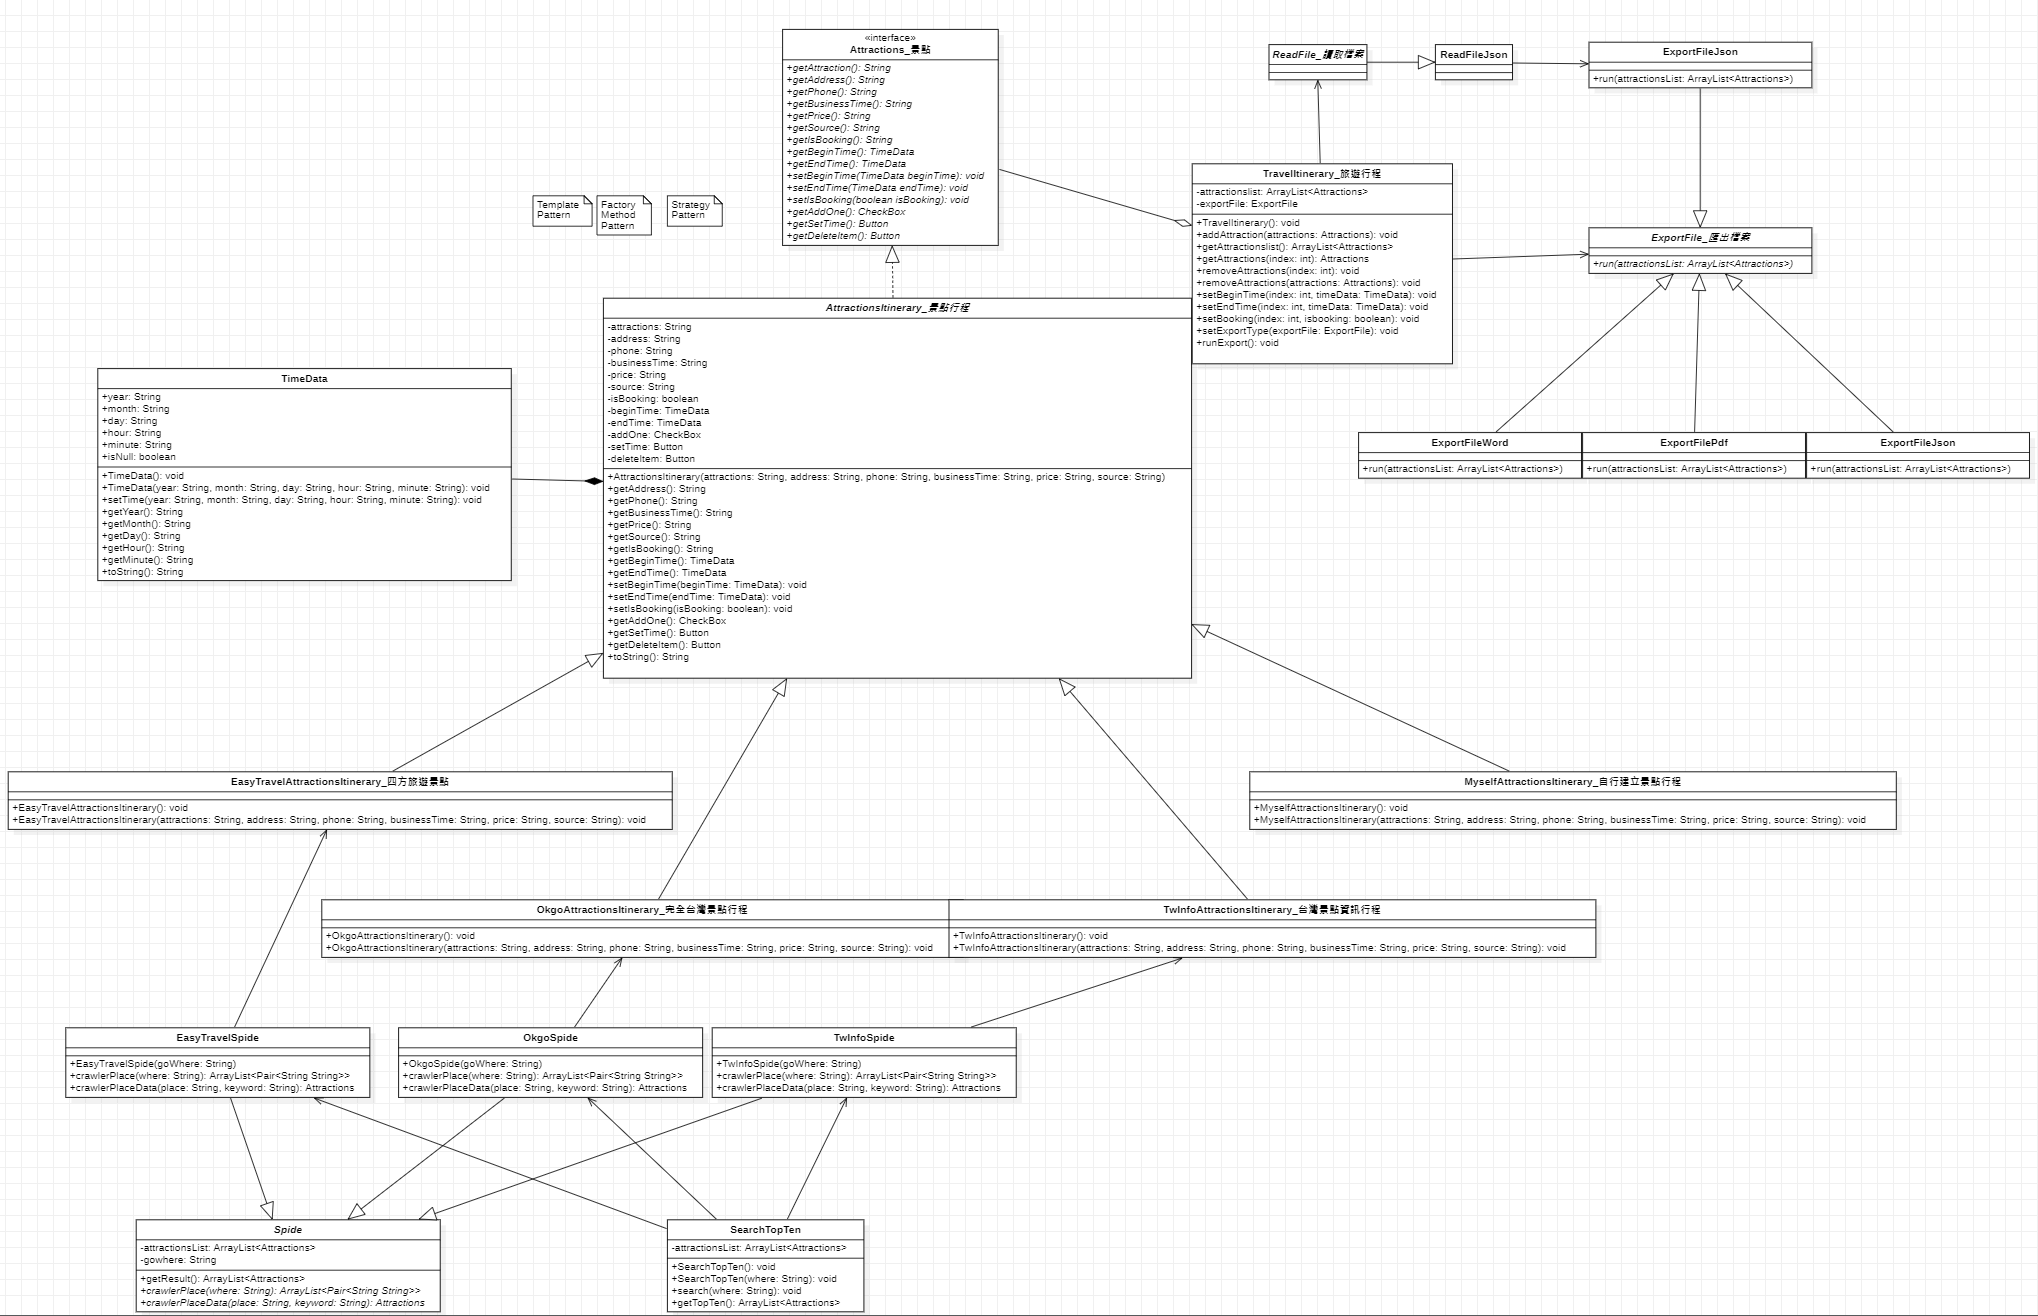 «interface»
Attractions_景點
+getAttraction(): String
+getAddress(): String
+getPhone(): String
+getBusinessTime(): String
+getPrice(): String
+getSource(): String
+getIsBooking(): String
+getBeginTime(): TimeData
+getEndTime(): TimeData
+setBeginTime(TimeData beginTime): void
+setEndTime(TimeData endTime): void
+setIsBooking(boolean isBooking): void
+getAddOne(): CheckBox
+getSetTime(): Button
+getDeleteItem(): Button
ReadFile_讀取檔案
ReadFileJson
ExportFileJson
+run(attractionsList: ArrayList<Attractions>)
Template
Pattern
Factory
Method
Pattern
Strategy
Pattern
TravelItinerary_旅遊行程
-attractionslist: ArrayList<Attractions>
-exportFile: ExportFile
+TravelItinerary(): void
+addAttraction(attractions: Attractions): void
+getAttractionslist(): ArrayList<Attractions>
+getAttractions(index: int): Attractions
+removeAttractions(index: int): void
+removeAttractions(attractions: Attractions): void
+setBeginTime(index: int, timeData: TimeData): void
+setEndTime(index: int, timeData: TimeData): void
+setBooking(index: int, isbooking: boolean): void
+setExportType(exportFile: ExportFile): void
+runExport(): void
ExportFile_匯出檔案
+run(attractionsList: ArrayList<Attractions>)
AttractionsItinerary_景點行程
-attractions: String
-address: String
-phone: String
-businessTime: String
-price: String
-source: String
-isBooking: boolean
-beginTime: TimeData
-endTime: TimeData
-addOne: CheckBox
-setTime: Button
-deleteItem: Button
+AttractionsItinerary(attractions: String, address: String, phone: String, businessTime: String, price: String, source: String)
+getAddress(): String
+getPhone(): String
+getBusinessTime(): String
+getPrice(): String
+getSource(): String
+getIsBooking(): String
+getBeginTime(): TimeData
+getEndTime(): TimeData
+setBeginTime(beginTime: TimeData): void
+setEndTime(endTime: TimeData): void
+setIsBooking(isBooking: boolean): void
+getAddOne(): CheckBox
+getSetTime(): Button
+getDeleteItem(): Button
+toString(): String
TimeData
+year: String
+month: String
+day: String
+hour: String
+minute: String
+isNull: boolean
+TimeData(): void
+TimeData(year: String, month: String, day: String, hour: String, minute: String): void
+setTime(year: String, month: String, day: String, hour: String, minute: String): void
+getYear(): String
+getMonth(): String
+getDay(): String
+getHour(): String
+getMinute(): String
+toString(): String
ExportFileWord
+run(attractionsList: ArrayList<Attractions>)
ExportFilePdf
+run(attractionsList: ArrayList<Attractions>)
ExportFileJson
+run(attractionsList: ArrayList<Attractions>)
EasyTravelAttractionsItinerary_四方旅遊景點
+EasyTravelAttractionsItinerary(): void
+EasyTravelAttractionsItinerary(attractions: String, address: String, phone: String, businessTime: String, price: String, source: String): void
MyselfAttractionsItinerary_自行建立景點行程
+MyselfAttractionsItinerary(): void
+MyselfAttractionsItinerary(attractions: String, address: String, phone: String, businessTime: String, price: String, source: String): void
OkgoAttractionsItinerary_完全台灣景點行程
+OkgoAttractionsItinerary(): void
+OkgoAttractionsItinerary(attractions: String, address: String, phone: String, businessTime: String, price: String, source: String): void
TwInfoAttractionsItinerary_台灣景點資訊行程
+TwInfoAttractionsItinerary(): void
+TwInfoAttractionsItinerary(attractions: String, address: String, phone: String, businessTime: String, price: String, source: String): void
EasyTravelSpide
+EasyTravelSpide(goWhere: String)
+crawlerPlace(where: String): ArrayList<Pair<String String>>
+crawlerPlaceData(place: String, keyword: String): Attractions
OkgoSpide
+OkgoSpide(goWhere: String)
+crawlerPlace(where: String): ArrayList<Pair<String String>>
+crawlerPlaceData(place: String, keyword: String): Attractions
TwInfoSpide
+TwInfoSpide(goWhere: String)
+crawlerPlace(where: String): ArrayList<Pair<String String>>
+crawlerPlaceData(place: String, keyword: String): Attractions
Spide
-attractionsList: ArrayList<Attractions>
-gowhere: String
+getResult(): ArrayList<Attractions>
+crawlerPlace(where: String): ArrayList<Pair<String String>>
+crawlerPlaceData(place: String, keyword: String): Attractions
SearchTopTen
-attractionsList: ArrayList<Attractions>
+SearchTopTen(): void
+SearchTopTen(where: String): void
+search(where: String): void
+getTopTen(): ArrayList<Attractions>